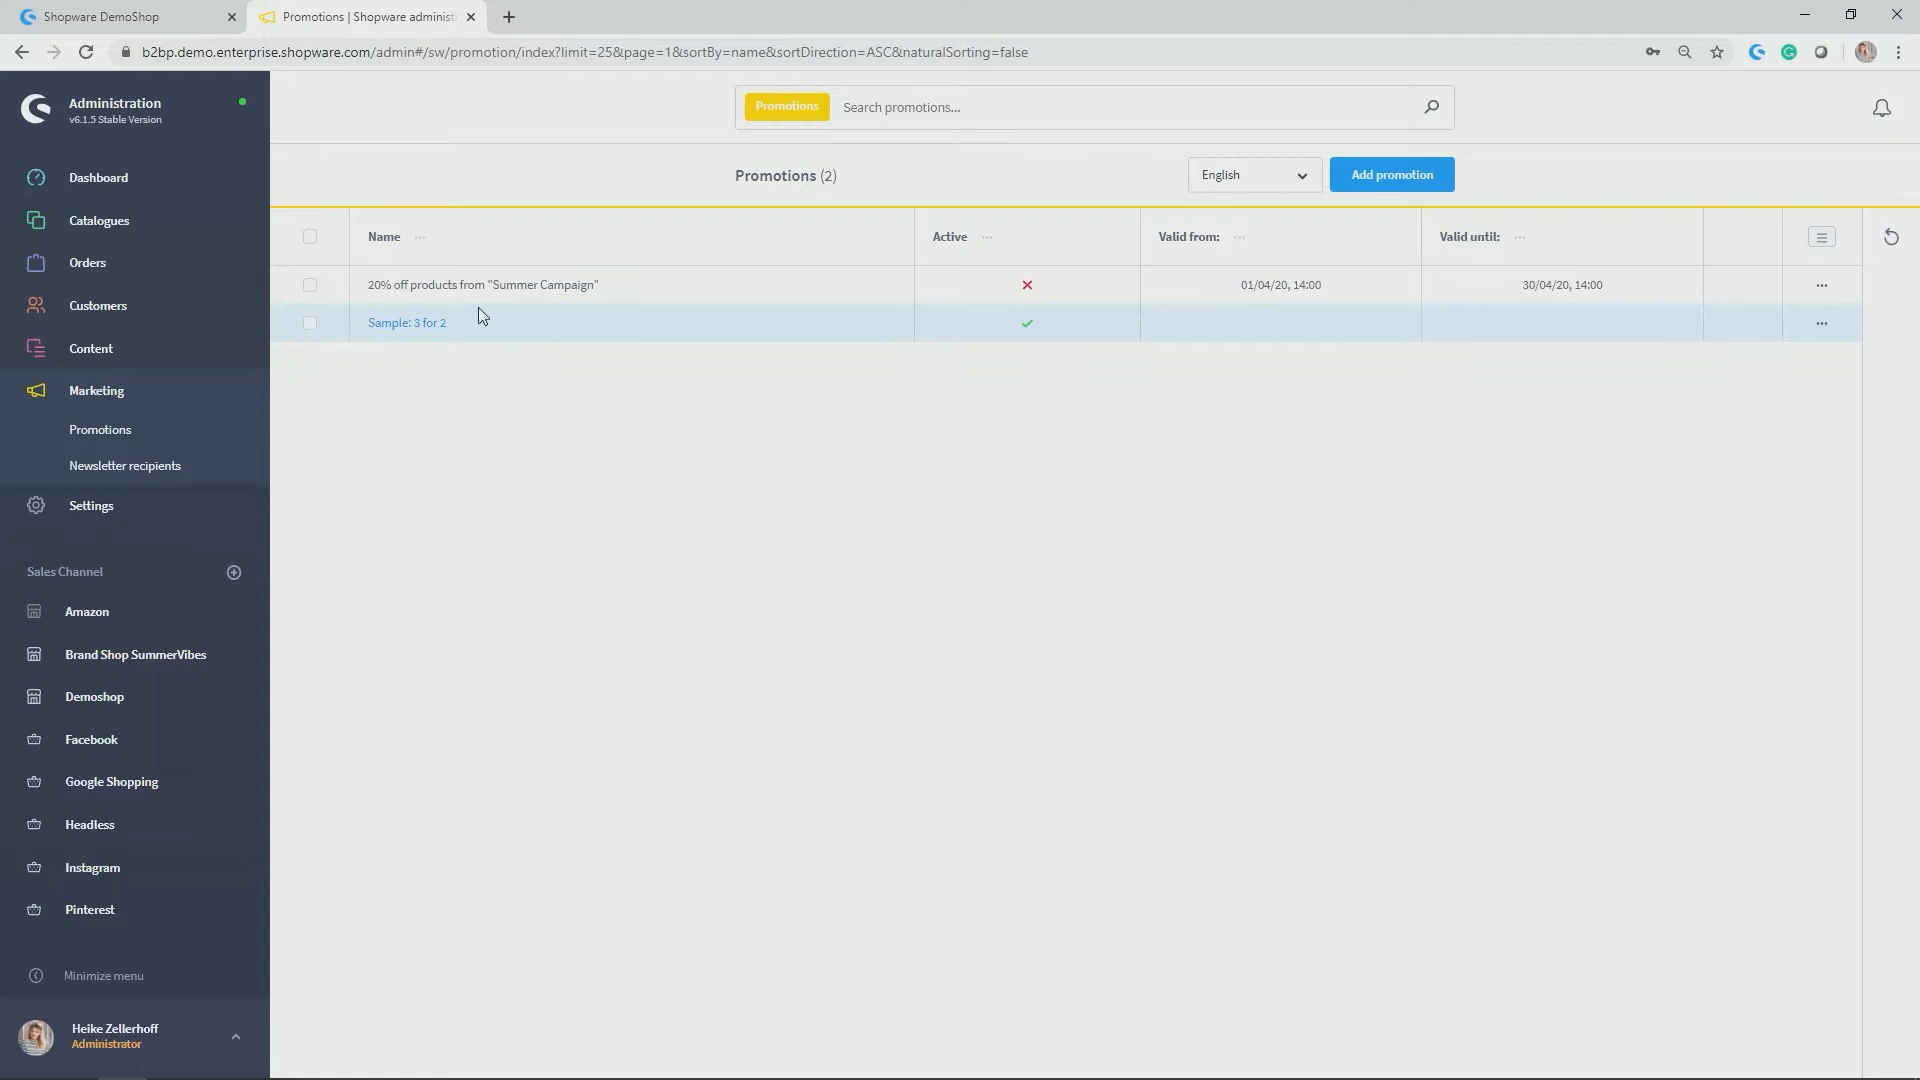 Shopware DemoShop
Promotions | Shopware administ
b2bp.demo.enterprise.shopware.com/admin#/sw/promotion/index?limit=25&page=1&sortBy=name&sortDirection=ASC&naturalSorting=false
Administration
v6.1.5 Stable Version
Dashboard
Catalogues
Orders
Customers
Content
Marketing
Promotions
Newsletter recipients
Settings
Sales Channel
Amazon
Brand Shop SummerVibes
Demoshop
Facebook
Google Shopping
Headless
Instagram
Pinterest
Minimize menu
Heike Zellerhoff
Administrator
Promotions Search promotions...
Promotions (2) English Add promotion
Name Active Valid from: Valid until:
20% off products from "Summer Campaign" 01/04/20, 14:00 30/04/20, 14:00
Sample: 3 for 2